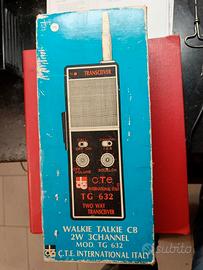 TRANSCEIVER
C.T.E.
INTERNATIONAL ITALY
TG 632
TWO WAY
TRANSCEIVER
WALKIE TALKIE CB
2W 3CHANNEL
MOD. TG 632
C.T.E. INTERNATIONAL ITALY
subito